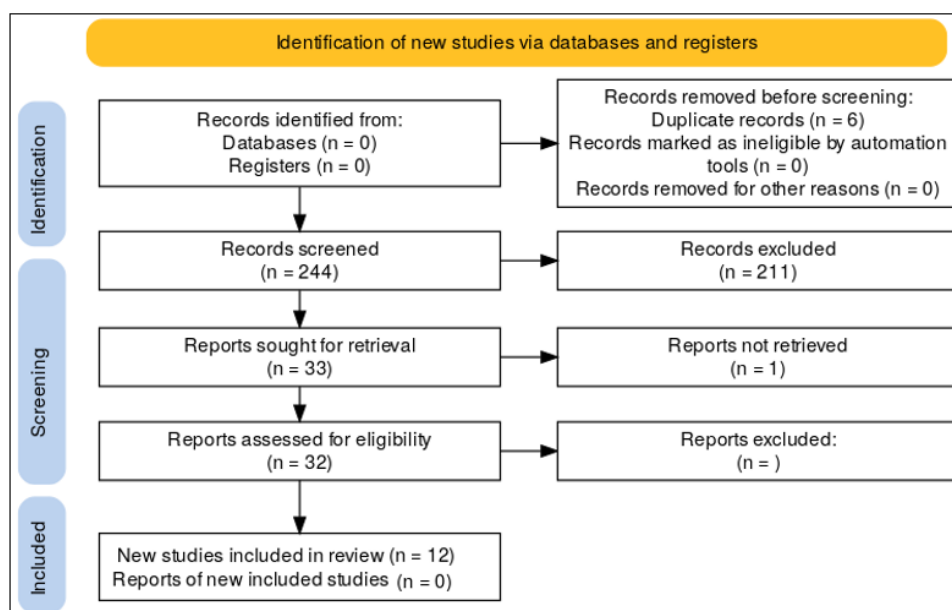 Identification of new studies via databases and registers
Identification
Records identified from:
Databases (n = 0)
Registers (n = 0)
Records removed before screening:
Duplicate records (n = 6)
Records marked as ineligible by automation
tools (n = 0)
Records removed for other reasons (n = 0)
Screening
Records screened
(n = 244)
Records excluded
(n = 211)
Reports sought for retrieval
(n = 33)
Reports not retrieved
(n = 1)
Reports assessed for eligibility
(n = 32)
Reports excluded:
(n = )
Included
New studies included in review (n = 12)
Reports of new included studies (n = 0)